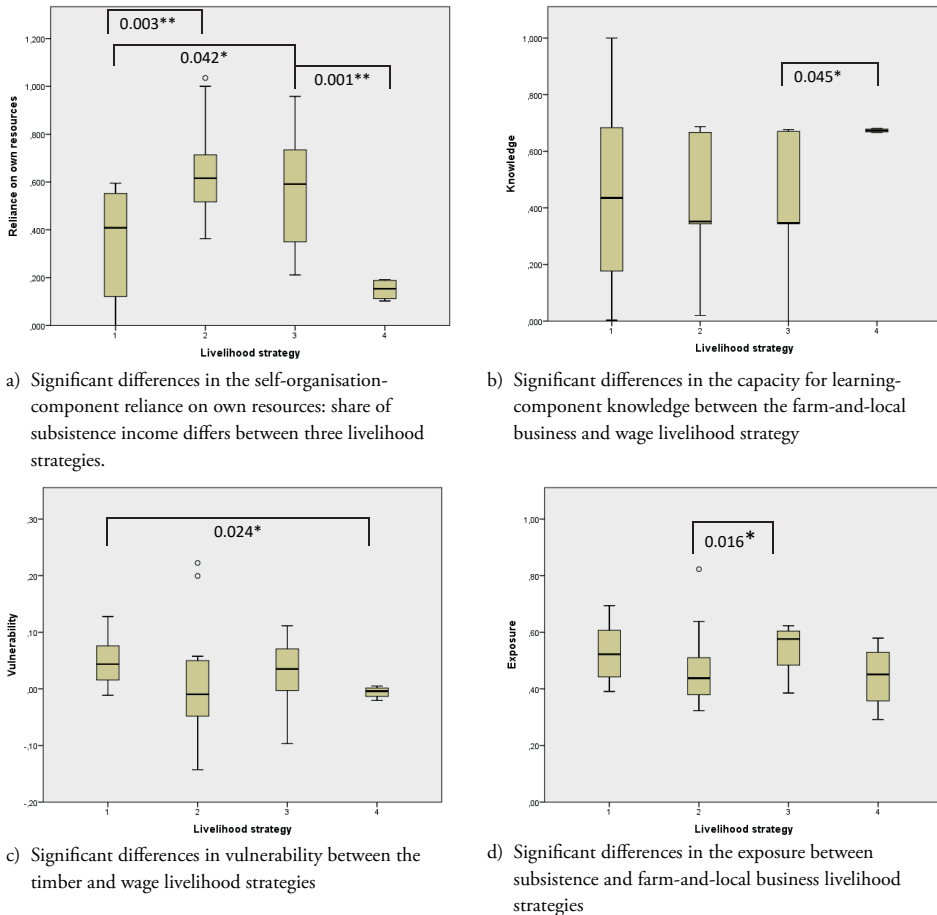 0.003**
1,200
0.042*
0.001**
1,000
,800
,600
,400
,200
,000
Reliance on own resources
1 2 3 4
Livelihood strategy
a) Significant differences in the self-organisation-
component reliance on own resources: share of
subsistence income differs between three livelihood
strategies.
1,000
0.045*
,800
,600
,400
,200
,000
Knowledge
1 2 3 4
Livelihood strategy
b) Significant differences in the capacity for learning-
component knowledge between the farm-and-local
business and wage livelihood strategy
,30
0.024*
,20
,10
,00
-,10
-,20
Vulnerability
1 2 3 4
Livelihood strategy
c) Significant differences in vulnerability between the
timber and wage livelihood strategies
1,00
0.016*
,80
,60
,40
,20
,00
Exposure
1 2 3 4
Livelihood strategy
d) Significant differences in the exposure between
subsistence and farm-and-local business livelihood
strategies